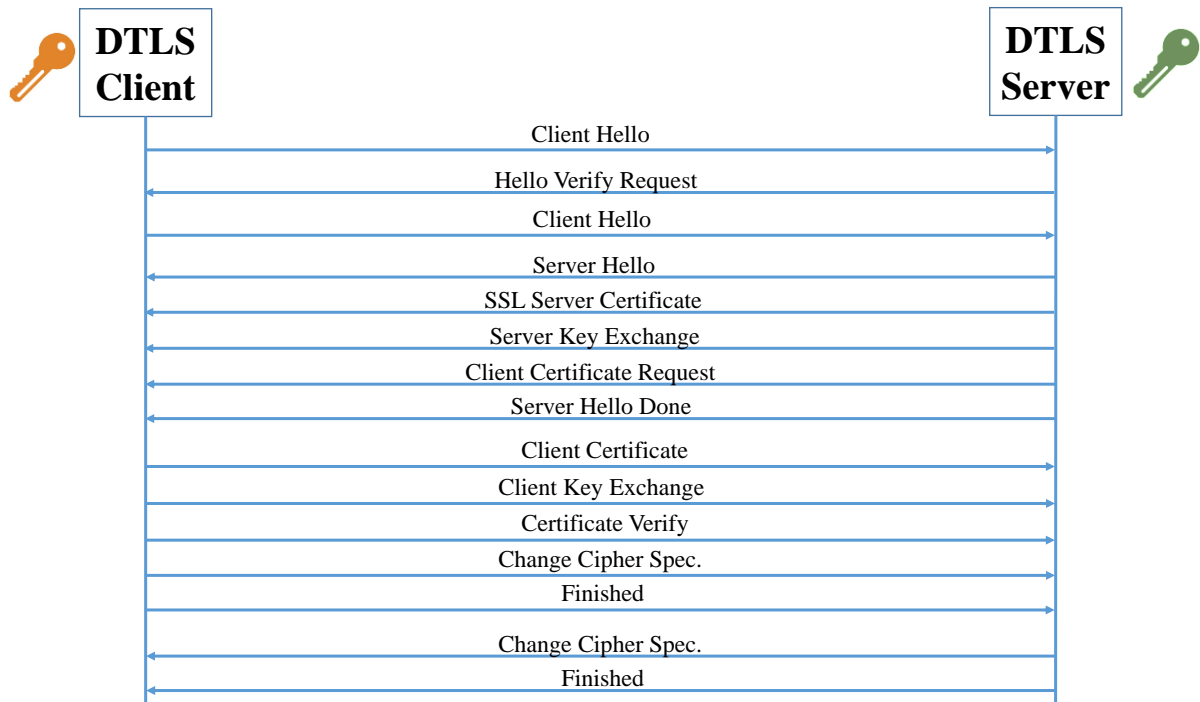 DTLS
Client
DTLS
Server
Client Hello
Hello Verify Request
Client Hello
Server Hello
SSL Server Certificate
Server Key Exchange
Client Certificate Request
Server Hello Done
Client Certificate
Client Key Exchange
Certificate Verify
Change Cipher Spec.
Finished
Change Cipher Spec.
Finished